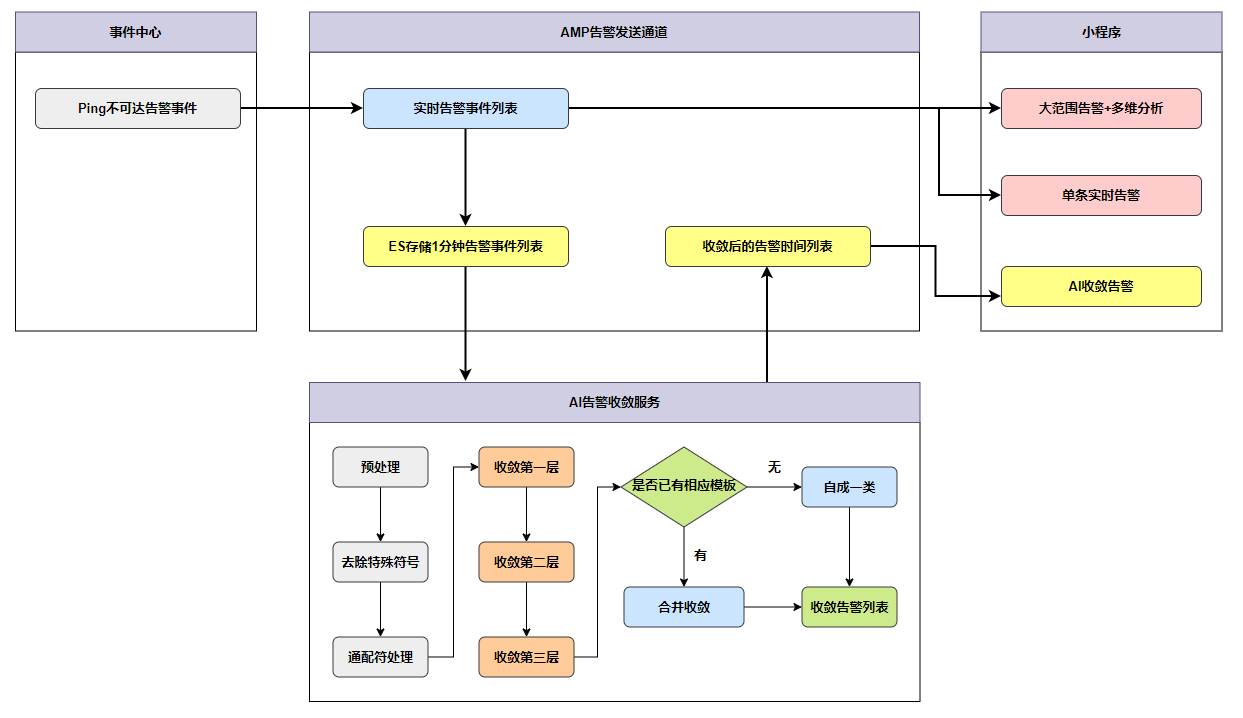 事件中心
AMP告警发送通道
小程序
Ping不可达告警事件
实时告警事件列表
大范围告警+多维分析
单条实时告警
ES存储1分钟告警事件列表
收敛后的告警时间列表
AI收敛告警
AI告警收敛服务
预处理
去除特殊符号
通配符处理
收敛第一层
收敛第二层
收敛第三层
是否已有相应模板
无
自成一类
有
合并收敛
收敛告警列表